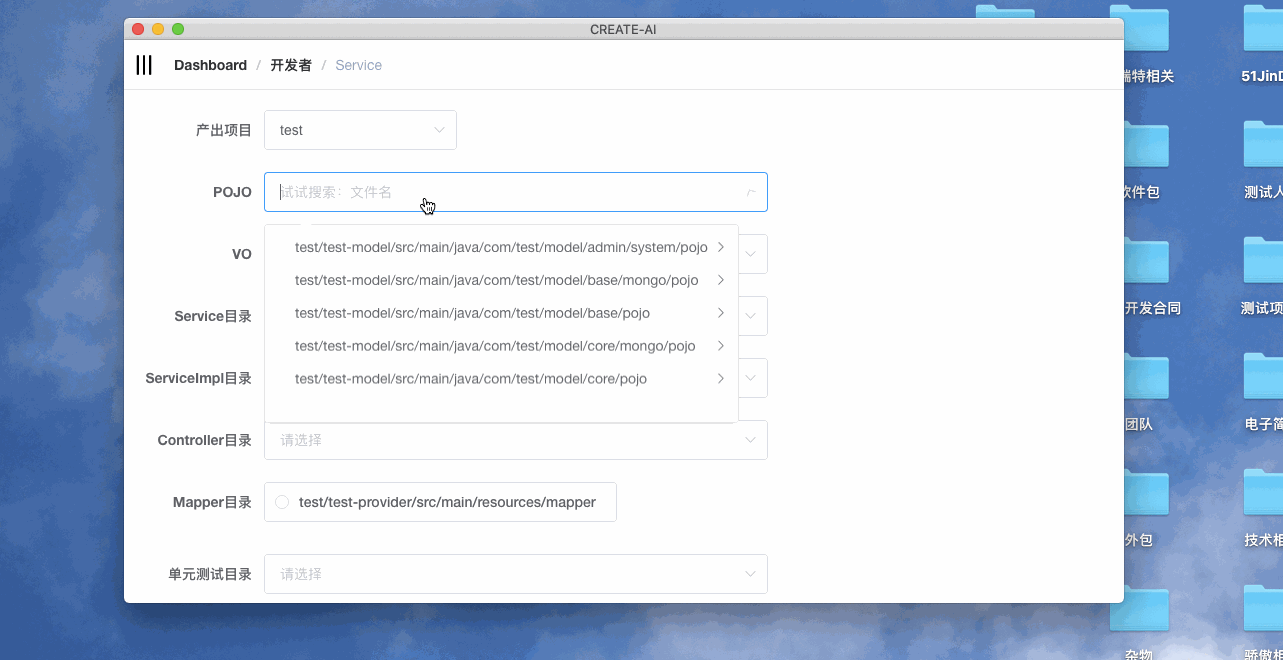 CREATE-AI
Dashboard / 开发者 / Service
产出项目 test
POJO 试试搜索：文件名
test/test-model/src/main/java/com/test/model/admin/system/pojo
VO
test/test-model/src/main/java/com/test/model/base/mongo/pojo
test/test-model/src/main/java/com/test/model/base/pojo
Service目录
test/test-model/src/main/java/com/test/model/core/mongo/pojo
ServiceImpl目录
test/test-model/src/main/java/com/test/model/core/pojo
Controller目录 请选择
Mapper目录 test/test-provider/src/main/resources/mapper
单元测试目录 请选择
特相关
51JinD
软件包
测试人
开发合同
测试项
团队
电子简
外包
技术相
杂物
骄傲相